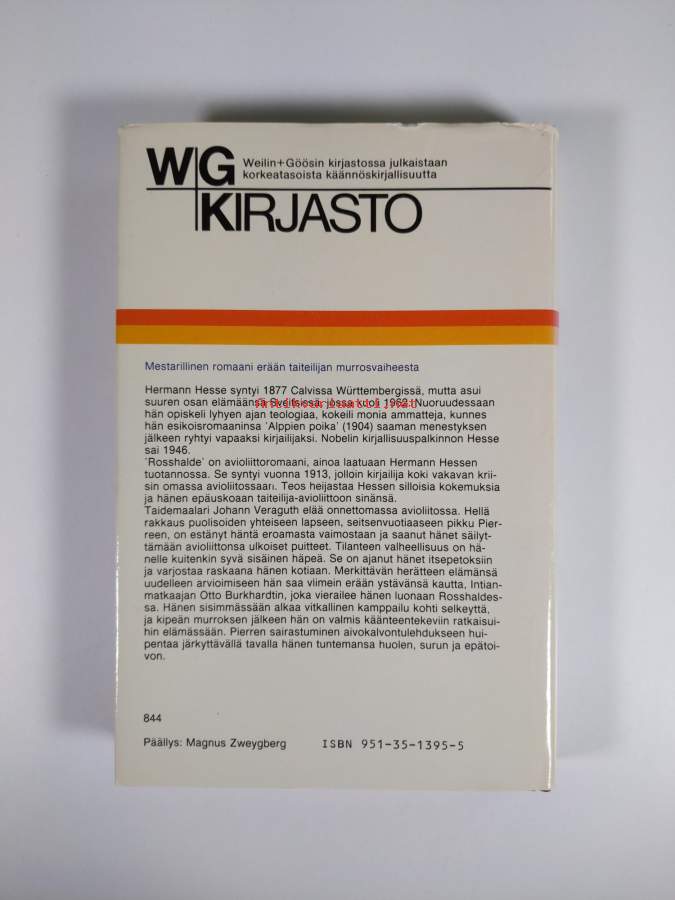 WG Weilin+Göösin kirjastossa julkaistaan
korkeatasoista käännöskirjallisuutta
KIRJASTO
Mestarillinen romaani erään taiteilijan murrosvaiheesta
Hermann Hesse syntyi 1877 Calvissa Württembergissä, mutta asui
suuren osan elämäänsä Sveitsissä, jossa kuoli 1962. Nuoruudessaan
hän opiskeli lyhyen ajan teologiaa, kokeili monia ammatteja, kunnes
hän esikoisromaaninsa 'Alppien poika' (1904) saaman menestyksen
jälkeen ryhtyi vapaaksi kirjailijaksi. Nobelin kirjallisuuspalkinnon Hesse
sai 1946.
'Rosshalde' on avioliittoromaani, ainoa laatuaan Hermann Hessen
tuotannossa. Se syntyi vuonna 1913, jolloin kirjailija koki vakavan krii-
sin omassa avioliitossaan. Teos heijastaa Hessen silloisia kokemuksia
ja hänen epäuskoaan taiteilija-avioliittoon sinänsä.
Taidemaalari Johann Veraguth elää onnettomassa avioliitossa. Hellä
rakkaus puolisoiden yhteiseen lapseen, seitsenvuotiaaseen pikku Pier-
reen, on estänyt häntä eroamasta vaimostaan ja saanut hänet säilyt-
tämään avioliittonsa ulkoiset puitteet. Tilanteen valheellisuus on hä-
nelle kuitenkin syvä sisäinen häpeä. Se on ajanut hänet itsepetoksiin
ja varjostaa raskaana hänen kotiaan. Merkittävän herätteen elämänsä
uudelleen arvioimiseen hän saa viimein erään ystävänsä kautta, Intian-
matkaajan Otto Burkhardtin, joka vierailee hänen luonaan Rosshaldes-
sa. Hänen sisimmässään alkaa vitkallinen kamppailu kohti selkeyttä,
ja kipeän murroksen jälkeen hän on valmis käänteentekeviin ratkaisui-
hin elämässään. Pierren sairastuminen aivokalvontulehdukseen hui-
pentaa järkyttävällä tavalla hänen tuntemansa huolen, surun ja epätoi-
von.
844
Päällys: Magnus Zweygberg ISBN 951-35-1395-5